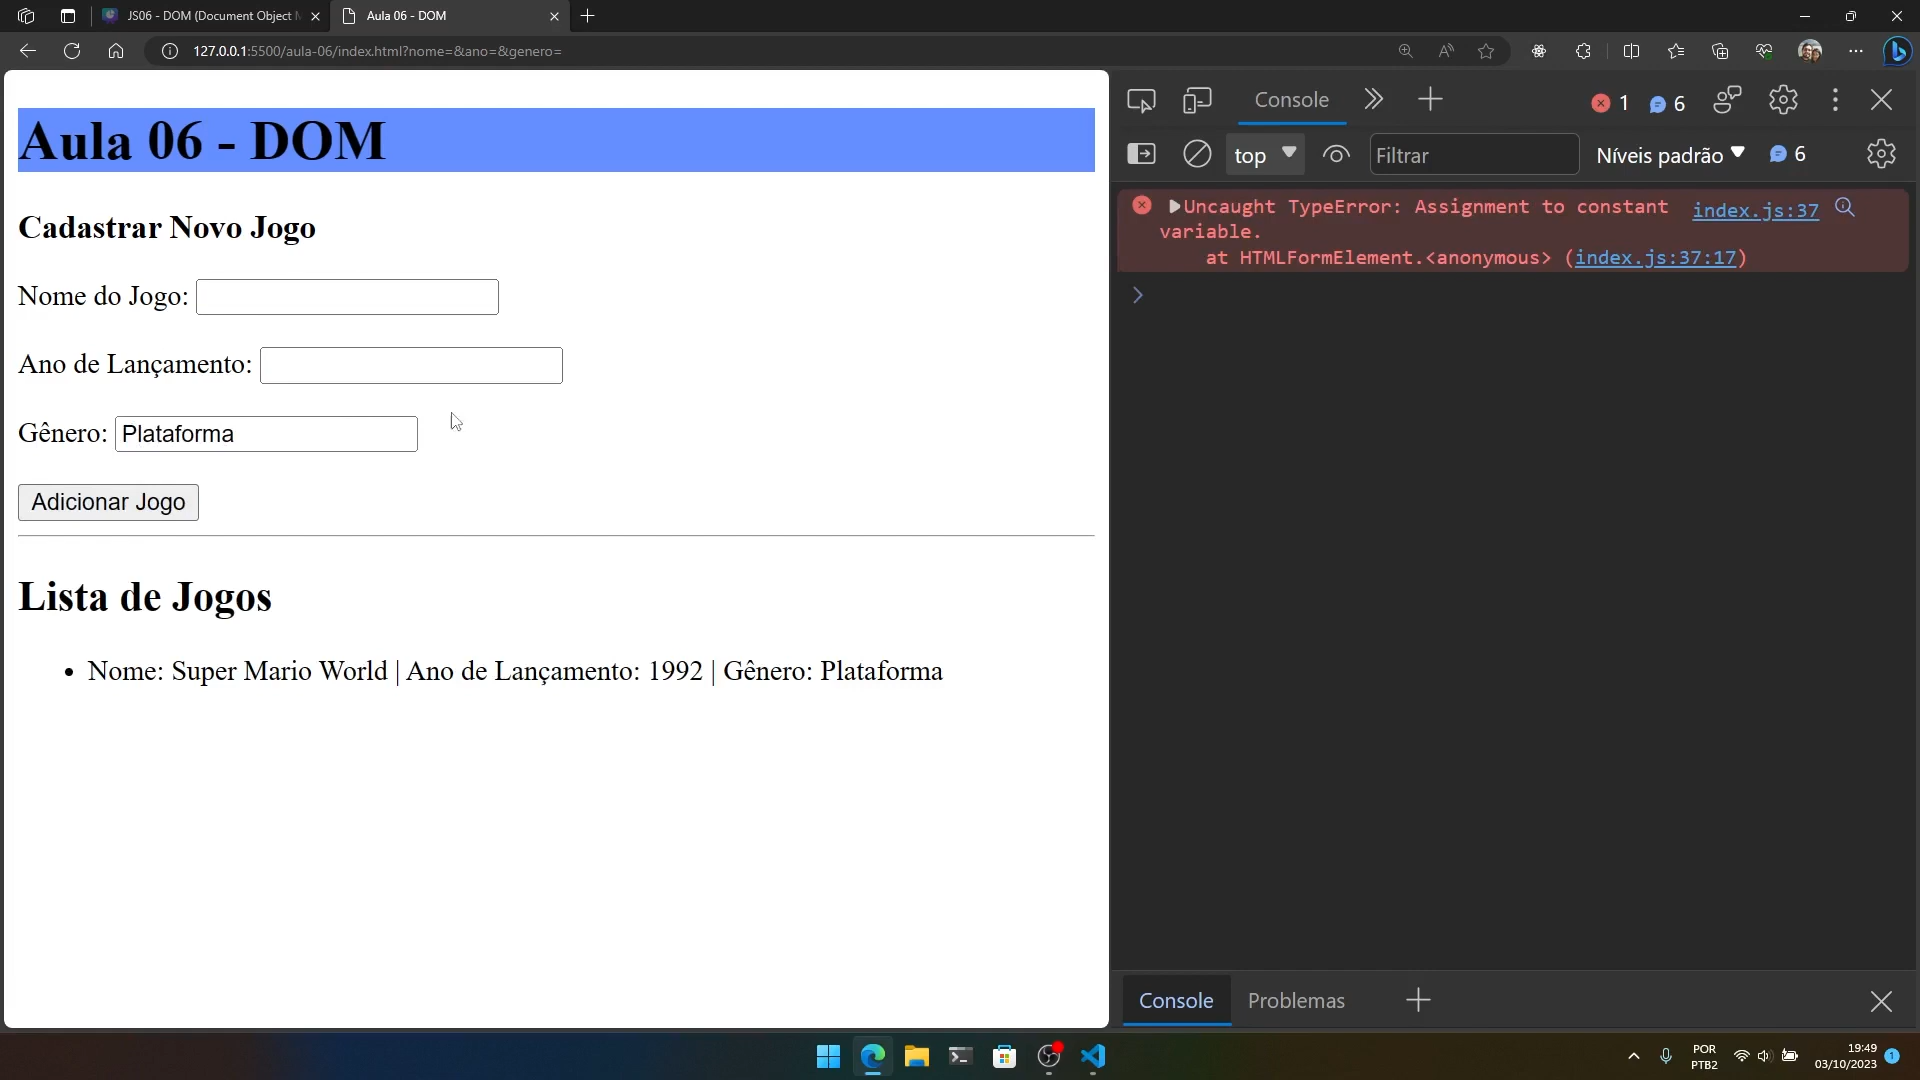 JS06 - DOM (Document Object M
Aula 06 - DOM
127.0.0.1:5500/aula-06/index.html?nome=&ano=&genero=
Aula 06 - DOM
Cadastrar Novo Jogo
Nome do Jogo:
Ano de Lançamento:
Gênero: Plataforma
Adicionar Jogo
Lista de Jogos
• Nome: Super Mario World | Ano de Lançamento: 1992 | Gênero: Plataforma
Console
1
6
top
Filtrar
Níveis padrão
6
Uncaught TypeError: Assignment to constant index.js:37
variable.
at HTMLFormElement.<anonymous> (index.js:37:17)
Console
Problemas
POR
PTB2
19:49
03/10/2023
1